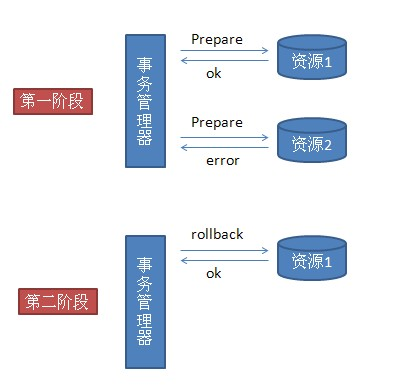 Prepare
ok
资源1
事务管理器
第一阶段
Prepare
error
资源2
rollback
ok
资源1
事务管理器
第二阶段